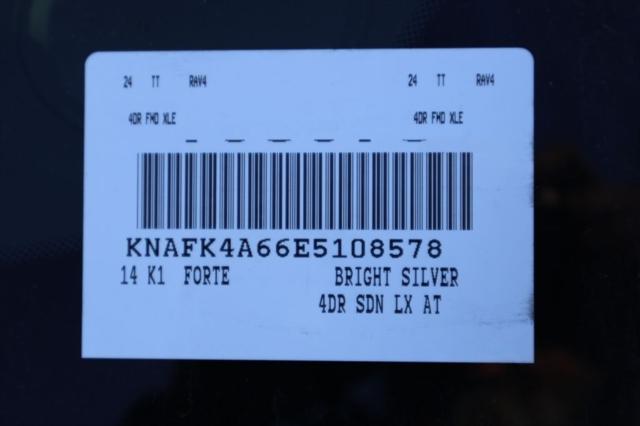 24 TT RAV4 24 TT RAV4
4DR FWD XLE 4DR FWD XLE
KNAFK4A66E5108578
14 K1 FORTE BRIGHT SILVER
4DR SDN LX AT